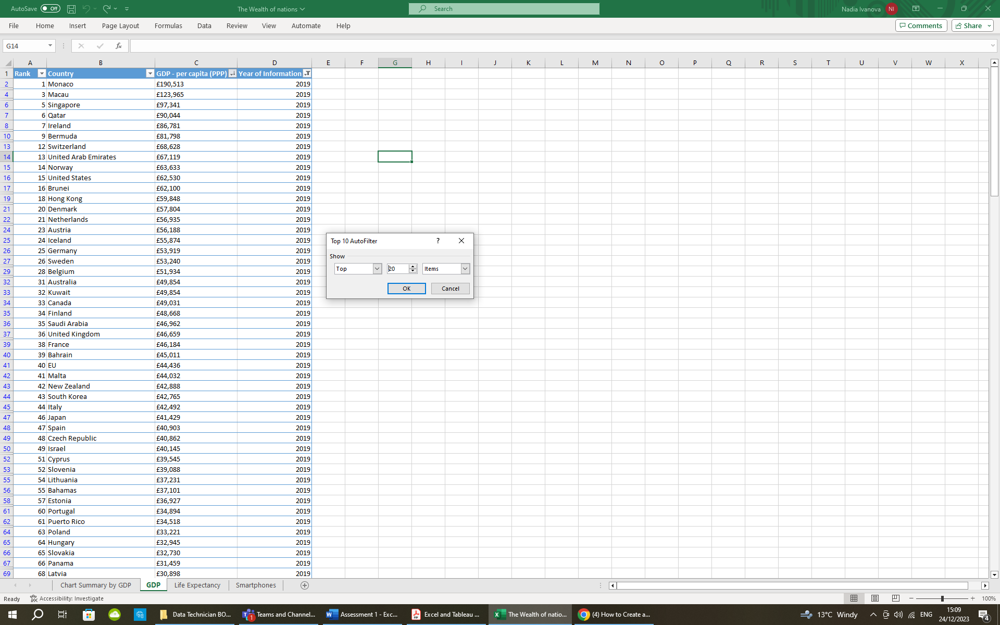 AutoSave Off The Wealth of nations Search Nadia Ivanova NI
File Home Insert Page Layout Formulas Data Review View Automate Help Comments Share
G14 fx
A B C D E F G H I J K L M N O P Q R S T U V W X
1 Rank Country GDP - per capita (PPP) Year of Information
2 1 Monaco £190,513 2019
4 3 Macau £123,965 2019
6 5 Singapore £97,341 2019
7 6 Qatar £90,044 2019
8 7 Ireland £86,781 2019
10 9 Bermuda £81,798 2019
13 12 Switzerland £68,628 2019
14 13 United Arab Emirates £67,119 2019
15 14 Norway £63,633 2019
16 15 United States £62,530 2019
17 16 Brunei £62,100 2019
19 18 Hong Kong £59,848 2019
21 20 Denmark £57,804 2019
22 21 Netherlands £56,935 2019
24 23 Austria £56,188 2019
25 24 Iceland £55,874 2019
26 25 Germany £53,919 2019
27 26 Sweden £53,240 2019
29 28 Belgium £51,934 2019
32 31 Australia £49,854 2019
33 32 Kuwait £49,854 2019
34 33 Canada £49,031 2019
35 34 Finland £48,668 2019
36 35 Saudi Arabia £46,962 2019
37 36 United Kingdom £46,659 2019
39 38 France £46,184 2019
40 39 Bahrain £45,011 2019
41 40 EU £44,436 2019
42 41 Malta £44,032 2019
43 42 New Zealand £42,888 2019
44 43 South Korea £42,765 2019
45 44 Italy £42,492 2019
47 46 Japan £41,429 2019
48 47 Spain £40,903 2019
49 48 Czech Republic £40,862 2019
50 49 Israel £40,145 2019
52 51 Cyprus £39,545 2019
53 52 Slovenia £39,088 2019
55 54 Lithuania £37,231 2019
56 55 Bahamas £37,101 2019
58 57 Estonia £36,927 2019
61 60 Portugal £34,894 2019
62 61 Puerto Rico £34,518 2019
64 63 Poland £33,221 2019
65 64 Hungary £32,945 2019
66 65 Slovakia £32,730 2019
67 66 Panama £31,459 2019
69 68 Latvia £30,898 2019
Top 10 AutoFilter ?
Show
Top 20 Items
OK Cancel
Chart Summary by GDP GDP Life Expectancy Smartphones
Ready Accessibility: Investigate 100%
Data Technician BO... Teams and Channel... Assessment 1 - Exc... Excel and Tableau ... The Wealth of natio... (4) How to Create a... 13°C Windy ENG 15:09
1 24/12/2023 4